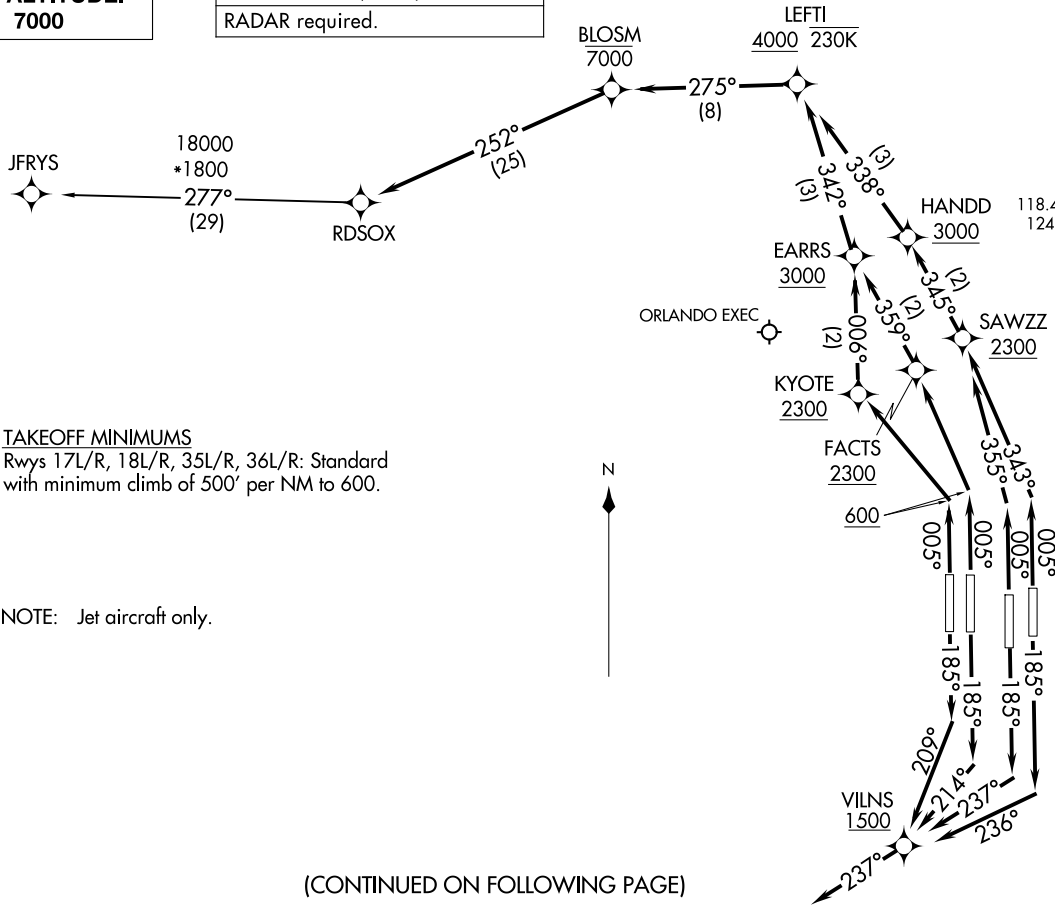 7000
RADAR required.
LEFTI
4000 230K
BLOSM
7000
275°
(8)
252°
(25)
18000
*1800
277°
(29)
JFRYS
RDSOX
342°
(3)
338°
(3)
HANDD
3000
118.4
124
EARRS
3000
345°
(2)
359°
(2)
006°
(2)
ORLANDO EXEC
SAWZZ
2300
KYOTE
2300
FACTS
2300
600
355°
343°
TAKEOFF MINIMUMS
Rwys 17L/R, 18L/R, 35L/R, 36L/R: Standard
with minimum climb of 500' per NM to 600.
N
005°
005°
005°
005°
NOTE: Jet aircraft only.
185°
185°
185°
185°
209°
214°
237°
236°
VILNS
1500
237°
(CONTINUED ON FOLLOWING PAGE)